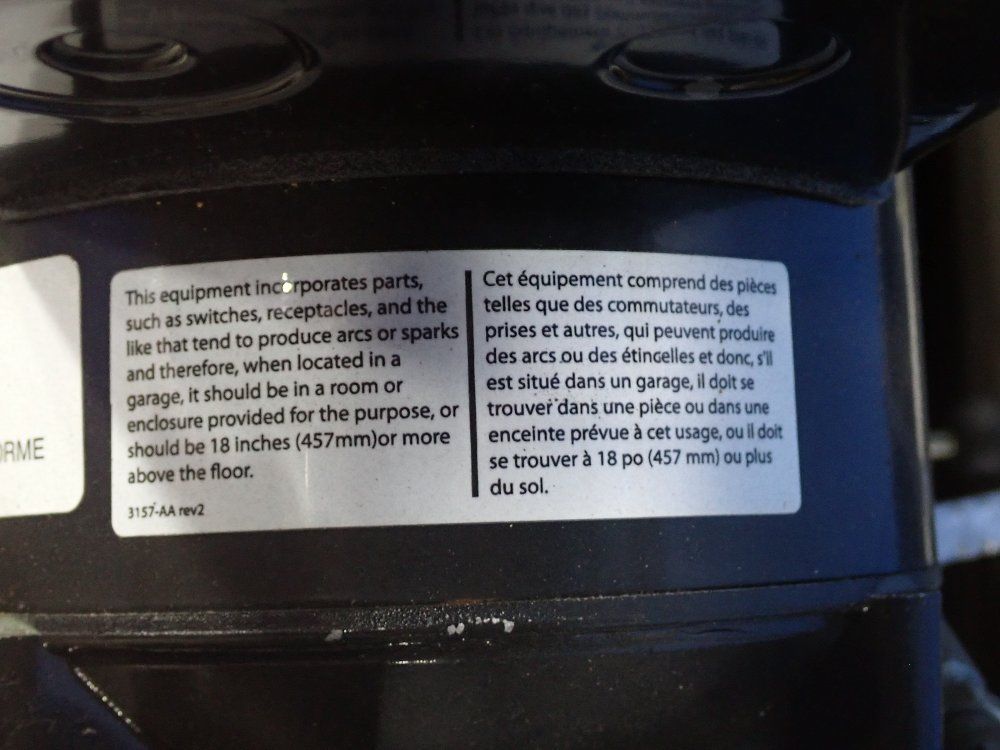 ORME
This equipment incorporates parts,
such as switches, receptacles, and the
like that tend to produce arcs or sparks
and therefore, when located in a
garage, it should be in a room or
enclosure provided for the purpose, or
should be 18 inches (457mm)or more
above the floor.
3157-AA rev2
Cet équipement comprend des pièces
telles que des commutateurs, des
prises et autres, qui peuvent produire
des arcs ou des étincelles et donc, s'il
est situé dans un garage, il doit se
trouver dans une pièce ou dans une
enceinte prévue à cet usage, ou il doit
se trouver à 18 po (457 mm) ou plus
du sol.